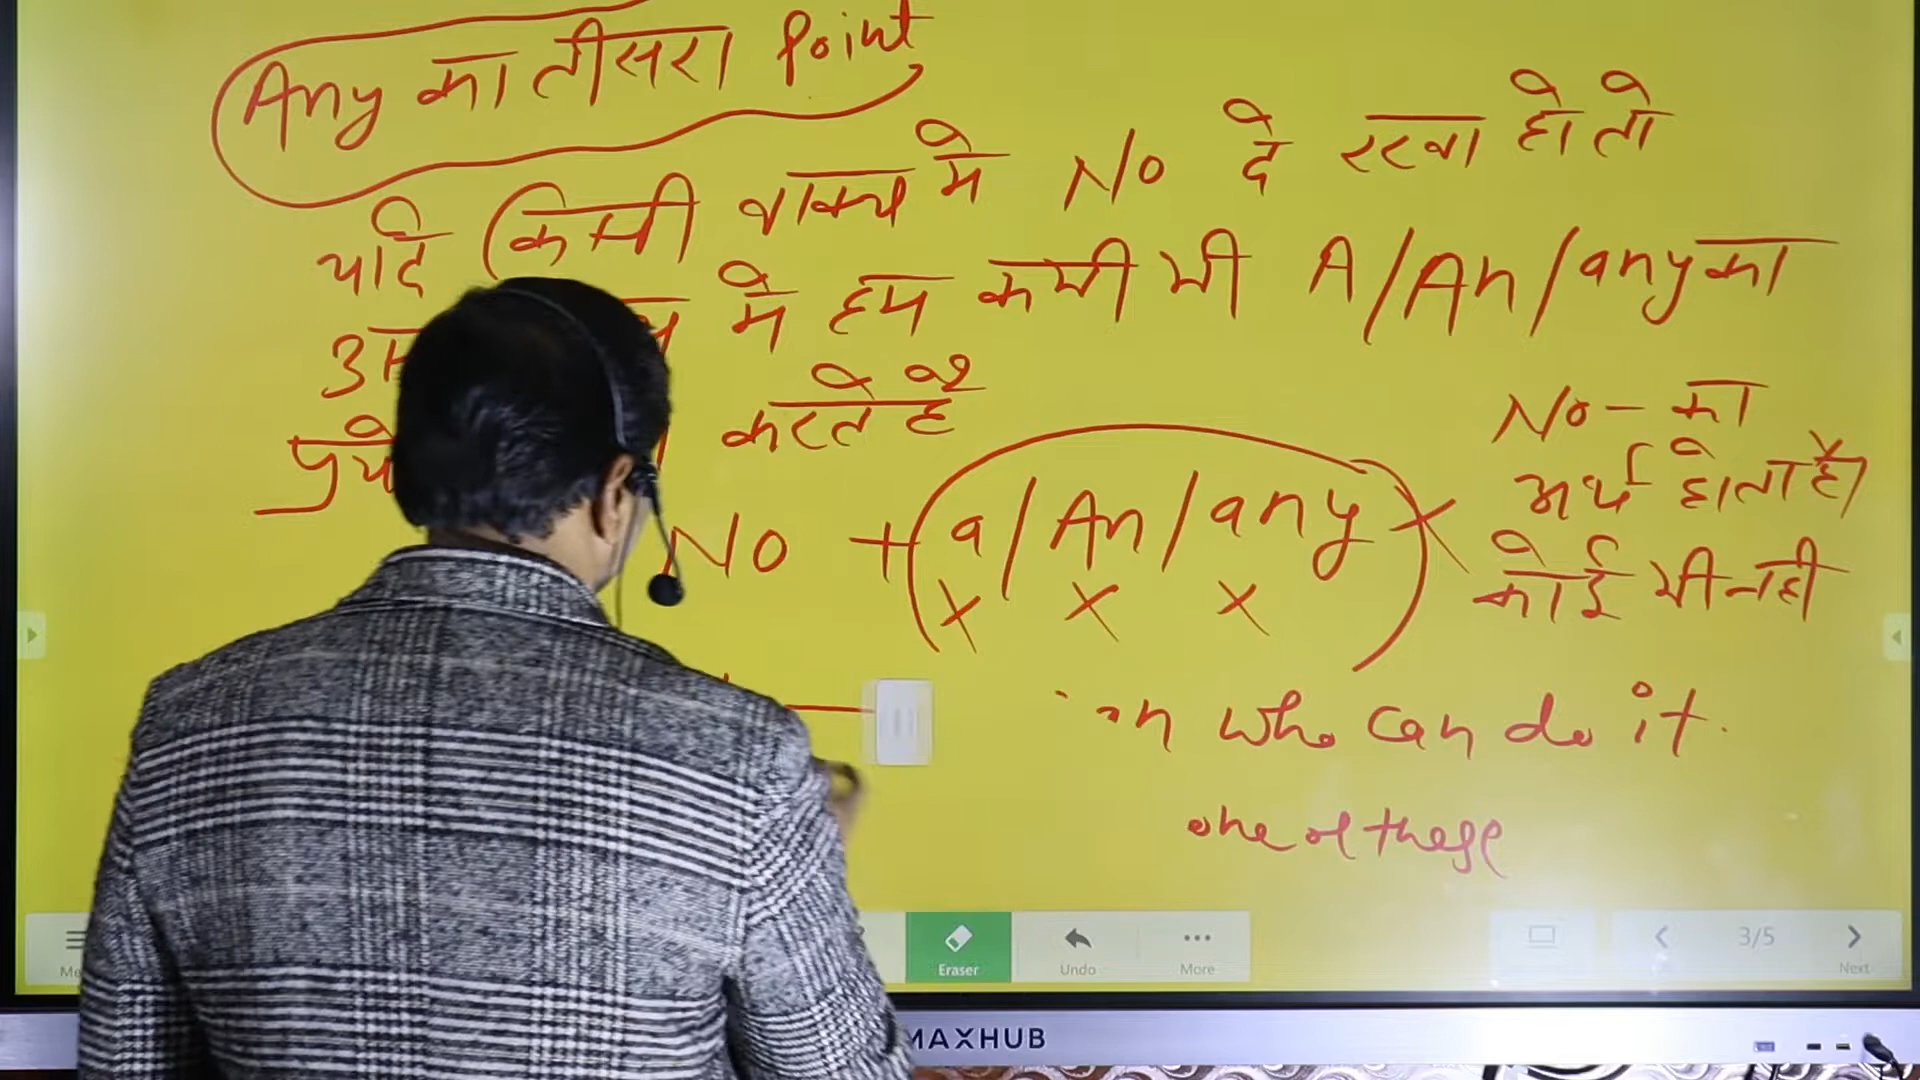 Any का तीसरा Point
यदि किसी वाक्य में No दे रखा हो तो
में हम कभी भी A/An/any का
करते है
No + (a/An/any) ×
× × ×
No - का
अर्थ होता है।
कोई भी नही
who can do it.
one of these
Eraser
Undo
More
3/5
Next
MAXHUB